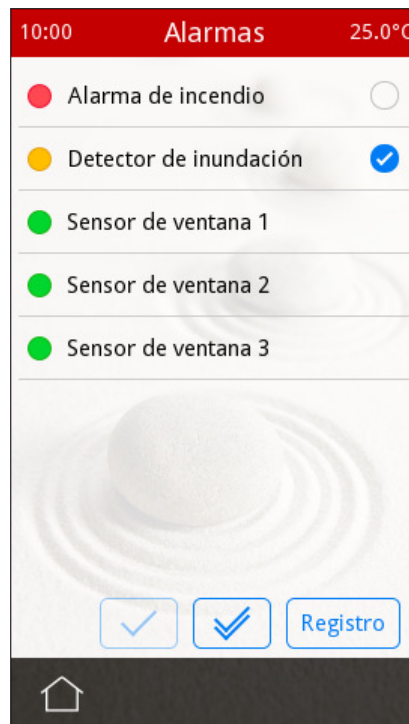 10:00 Alarmas 25.0°C
Alarma de incendio
Detector de inundación
Sensor de ventana 1
Sensor de ventana 2
Sensor de ventana 3
Registro